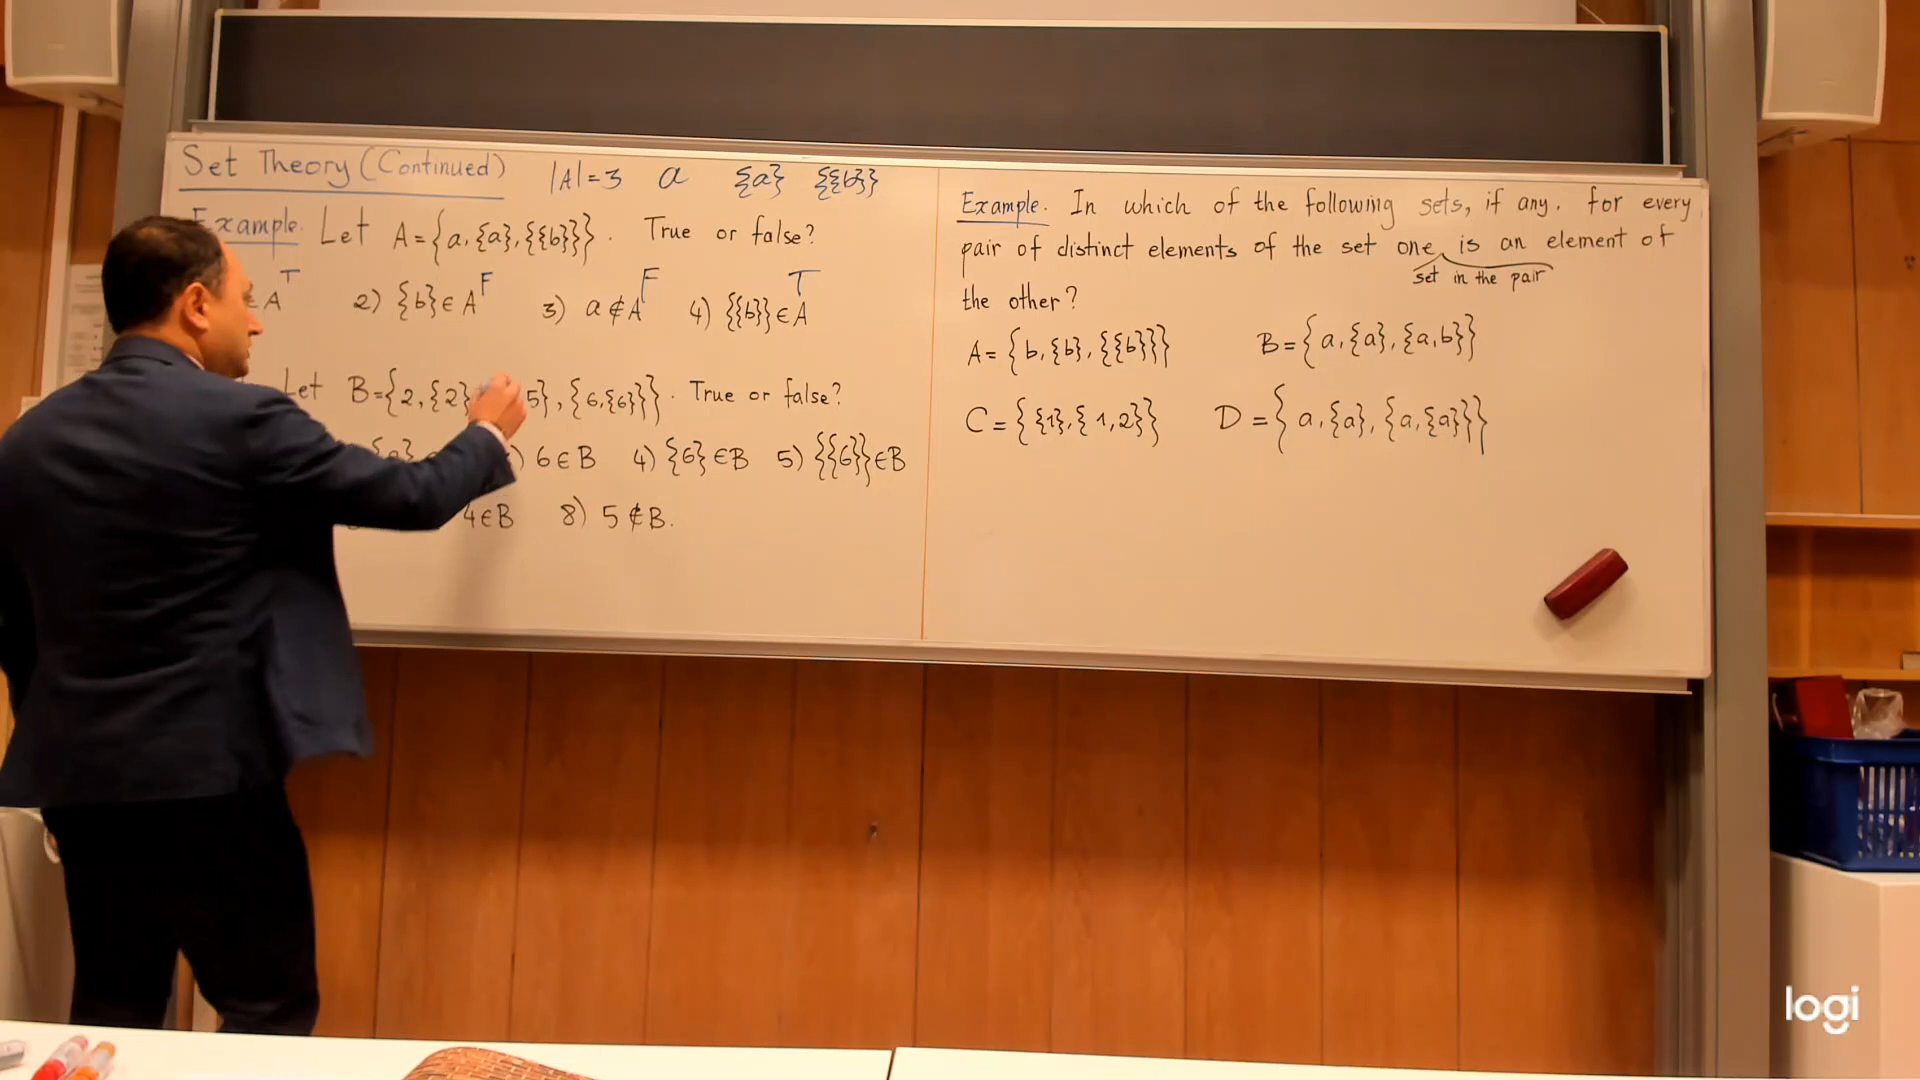 Set Theory (Continued) |A|=3 a {a} {{b}}
Example. Let A={a,{a},{{b}}}. True or false?
∈ A T 2) {b}∈A F 3) a∉A F 4) {{b}}∈A T
Let B={2,{2} 5},{6,{6}}}. True or false?
6∈B 4) {6}∈B 5) {{6}}∈B
4∈B 8) 5∉B.
Example. In which of the following sets, if any, for every
pair of distinct elements of the set one is an element of
set in the pair
the other?
A={b,{b},{{b}}} B={a,{a},{a,b}}
C={{1},{1,2}} D={a,{a},{a,{a}}}
logi